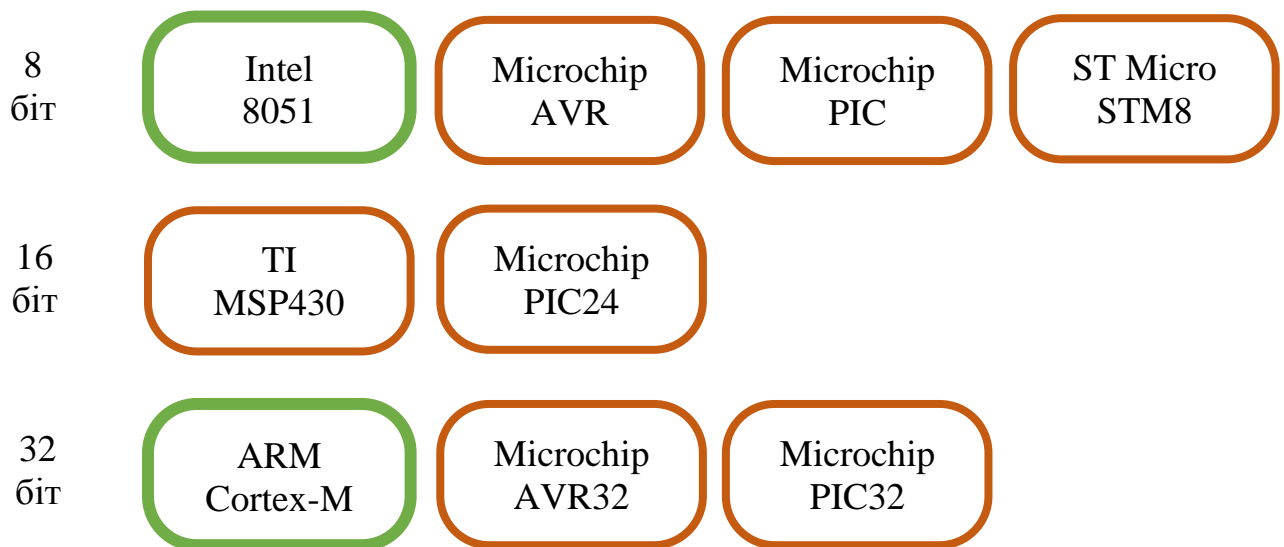 8
біт
Intel
8051
Microchip
AVR
Microchip
PIC
ST Micro
STM8
16
біт
TI
MSP430
Microchip
PIC24
32
біт
ARM
Cortex-M
Microchip
AVR32
Microchip
PIC32